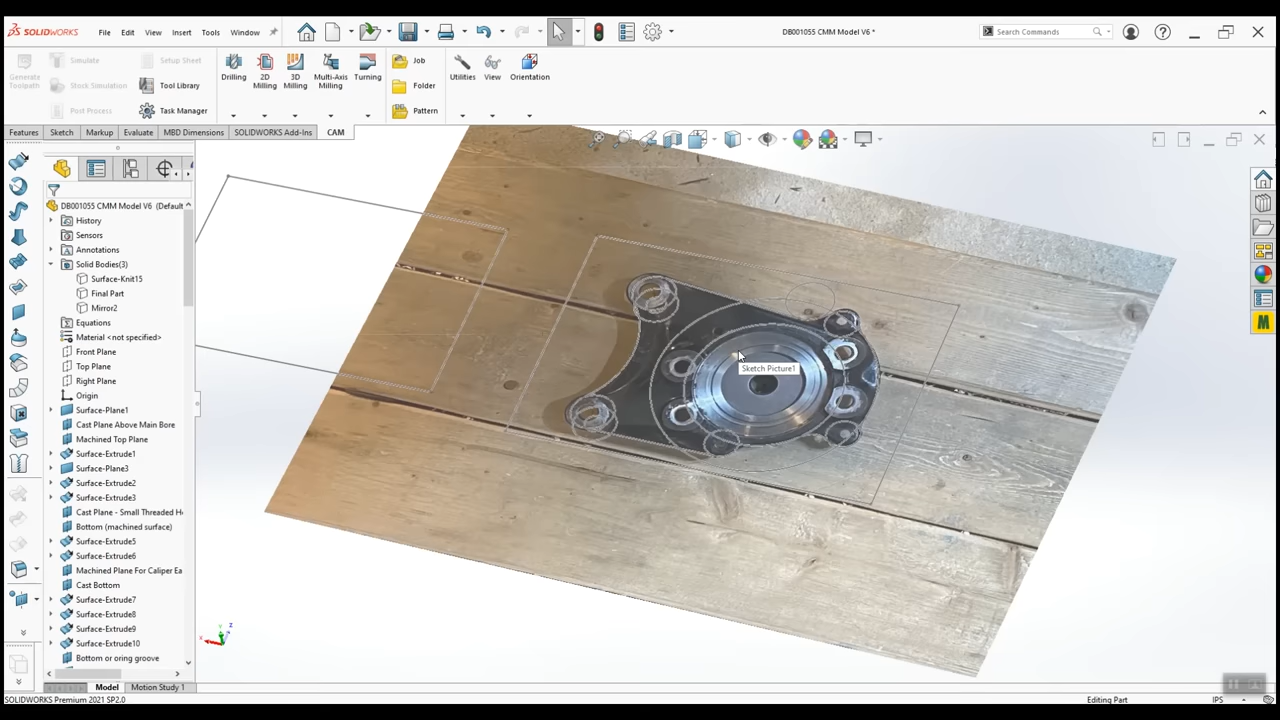 SOLIDWORKS File Edit View Insert Tools Window DB001055 CMM Model V6 * Search Commands ?
Generate Toolpath
Simulate Setup Sheet
Stock Simulation Tool Library
Post Process Task Manager
Drilling 2D Milling 3D Milling Multi-Axis Milling Turning
Job
Folder
Pattern
Utilities View Orientation
Features Sketch Markup Evaluate MBD Dimensions SOLIDWORKS Add-Ins CAM
DB001055 CMM Model V6 (Default
History
Sensors
Annotations
Solid Bodies(3)
Surface-Knit15
Final Part
Mirror2
Equations
Material <not specified>
Front Plane
Top Plane
Right Plane
Origin
Surface-Plane1
Cast Plane Above Main Bore
Machined Top Plane
Surface-Extrude1
Surface-Plane3
Surface-Extrude2
Surface-Extrude3
Cast Plane - Small Threaded H
Bottom (machined surface)
Surface-Extrude5
Surface-Extrude6
Machined Plane For Caliper Ea
Cast Bottom
Surface-Extrude7
Surface-Extrude8
Surface-Extrude9
Surface-Extrude10
Bottom or oring groove
Sketch Picture1
X Y Z
M
Model Motion Study 1
SOLIDWORKS Premium 2021 SP2.0 Editing Part IPS